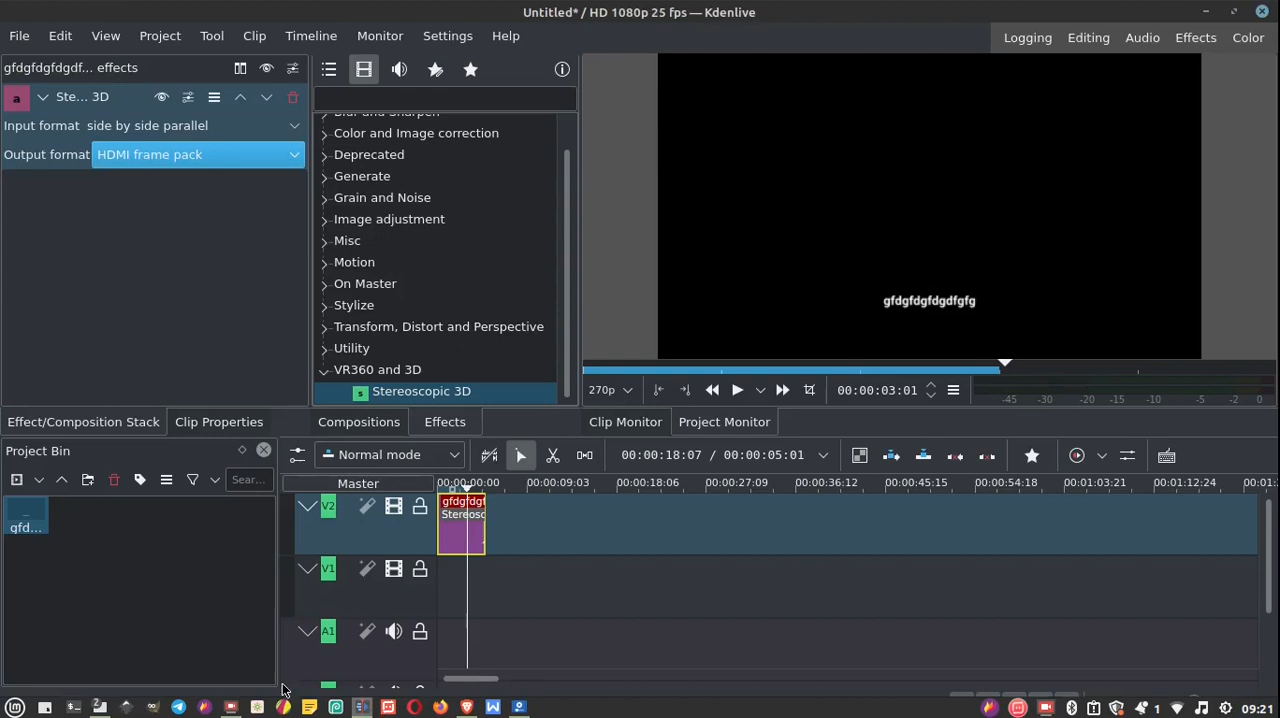 Untitled* / HD 1080p 25 fps — Kdenlive
File Edit View Project Tool Clip Timeline Monitor Settings Help
Logging Editing Audio Effects Color
gfdgfdgfdgdf... effects
a Ste... 3D
Input format side by side parallel
Output format HDMI frame pack
Blur and Sharpen
Color and Image correction
Deprecated
Generate
Grain and Noise
Image adjustment
Misc
Motion
On Master
Stylize
Transform, Distort and Perspective
Utility
VR360 and 3D
s Stereoscopic 3D
gfdgfdgfdgdfgfg
270p 00:00:03:01
-45 -30 -20 -15 -10 -5 -2 0
Effect/Composition Stack Clip Properties Compositions Effects Clip Monitor Project Monitor
Project Bin
Normal mode 00:00:18:07 / 00:00:05:01
Sear...
Master
00:00:00:00 00:00:09:03 00:00:18:06 00:00:27:09 00:00:36:12 00:00:45:15 00:00:54:18 00:01:03:21 00:01:12:24
gfd...
V2
gfdgfdgf
Stereosc
V1
A1
1 09:21